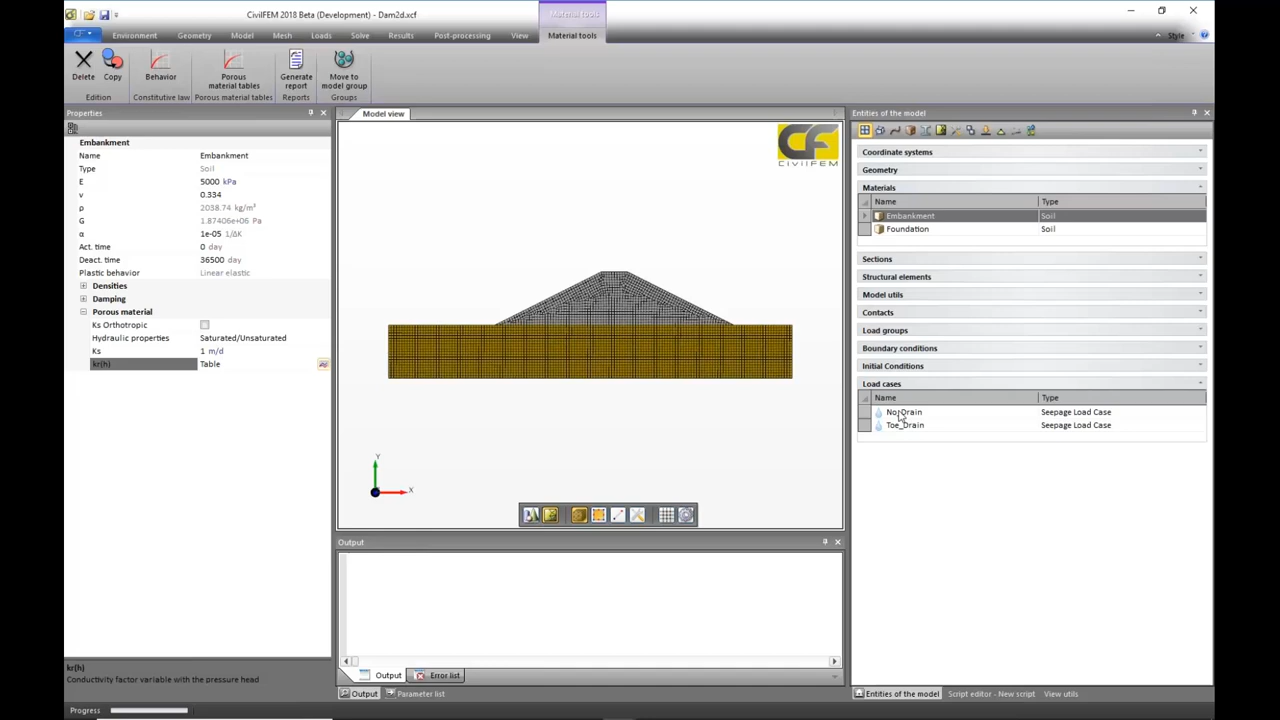 CivilFEM 2018 Beta (Development) - Dam2d.xcf
Material tools
Environment Geometry Model Mesh Loads Solve Results Post-processing View Material tools Style
Delete Copy Behavior Porous material tables Generate report Move to model group
Edition Constitutive law Porous material tables Reports Groups
Properties
Embankment
Name Embankment
Type Soil
E 5000 kPa
ν 0.334
ρ 2038.74 kg/m³
G 1.87406e+06 Pa
α 1e-05 1/ΔK
Act. time 0 day
Deact. time 36500 day
Plastic behavior Linear elastic
Densities
Damping
Porous material
Ks Orthotropic
Hydraulic properties Saturated/Unsaturated
Ks 1 m/d
kr(h) Table
kr(h)
Conductivity factor variable with the pressure head
Progress
Model view
CF
CIVILFEM
Y
X
Output
Output Error list
Output Parameter list
Entities of the model
Coordinate systems
Geometry
Materials
Name Type
Embankment Soil
Foundation Soil
Sections
Structural elements
Model utils
Contacts
Load groups
Boundary conditions
Initial Conditions
Load cases
Name Type
No_Drain Seepage Load Case
Toe_Drain Seepage Load Case
Entities of the model Script editor - New script View utils